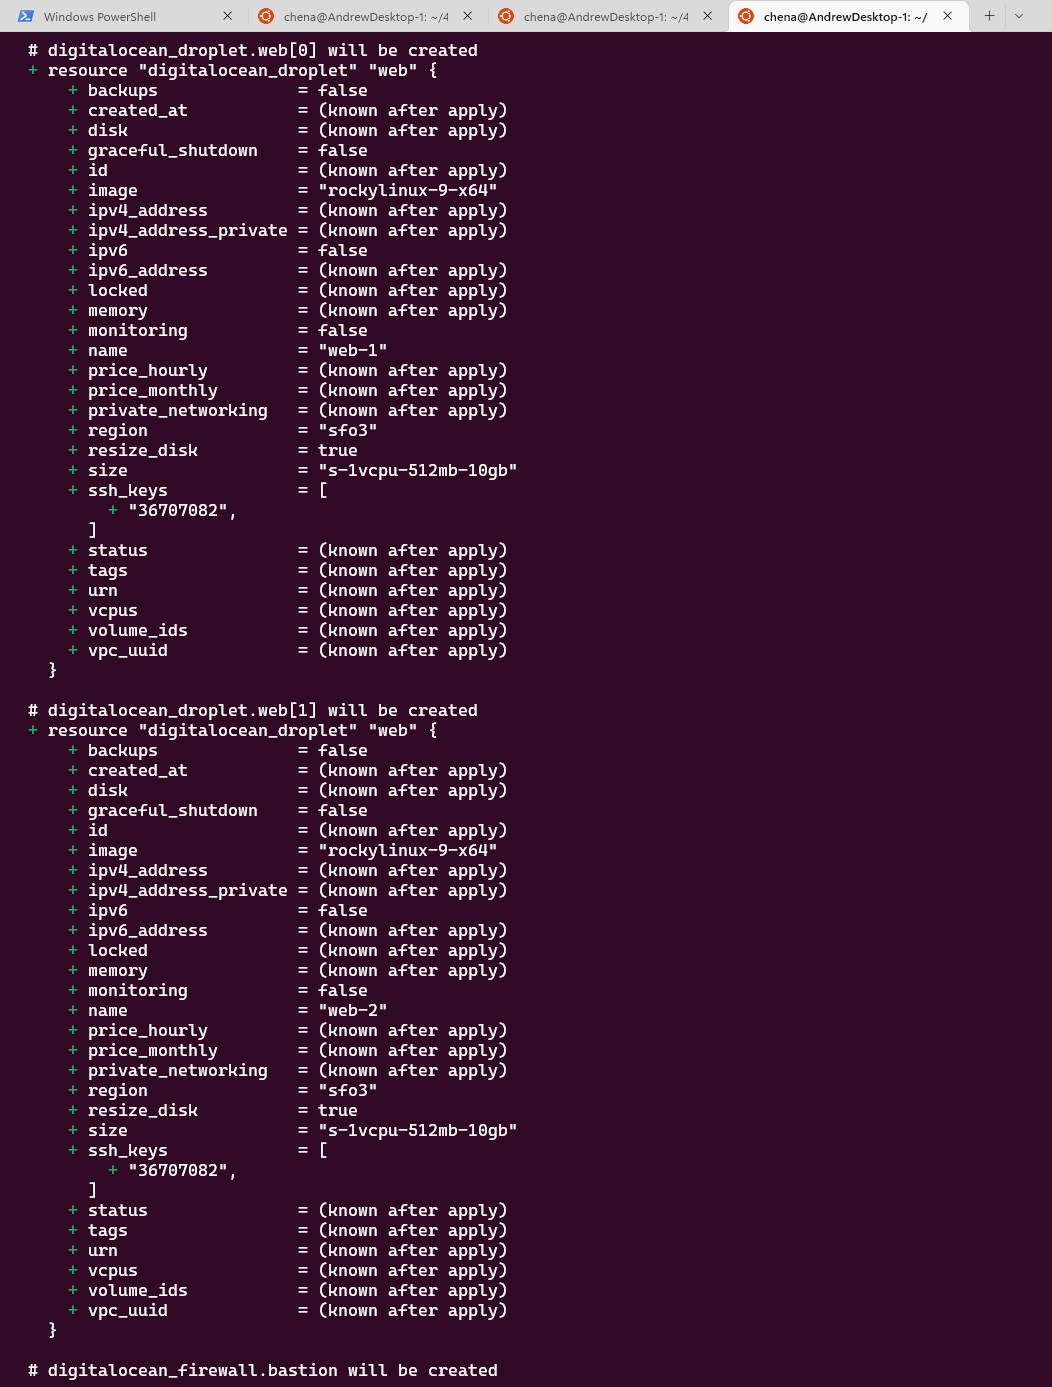 Windows PowerShell
chena@AndrewDesktop-1: ~/4
chena@AndrewDesktop-1: ~/4
chena@AndrewDesktop-1: ~/
# digitalocean_droplet.web[0] will be created
+ resource "digitalocean_droplet" "web" {
+ backups = false
+ created_at = (known after apply)
+ disk = (known after apply)
+ graceful_shutdown = false
+ id = (known after apply)
+ image = "rockylinux-9-x64"
+ ipv4_address = (known after apply)
+ ipv4_address_private = (known after apply)
+ ipv6 = false
+ ipv6_address = (known after apply)
+ locked = (known after apply)
+ memory = (known after apply)
+ monitoring = false
+ name = "web-1"
+ price_hourly = (known after apply)
+ price_monthly = (known after apply)
+ private_networking = (known after apply)
+ region = "sfo3"
+ resize_disk = true
+ size = "s-1vcpu-512mb-10gb"
+ ssh_keys = [
+ "36707082",
]
+ status = (known after apply)
+ tags = (known after apply)
+ urn = (known after apply)
+ vcpus = (known after apply)
+ volume_ids = (known after apply)
+ vpc_uuid = (known after apply)
}
# digitalocean_droplet.web[1] will be created
+ resource "digitalocean_droplet" "web" {
+ backups = false
+ created_at = (known after apply)
+ disk = (known after apply)
+ graceful_shutdown = false
+ id = (known after apply)
+ image = "rockylinux-9-x64"
+ ipv4_address = (known after apply)
+ ipv4_address_private = (known after apply)
+ ipv6 = false
+ ipv6_address = (known after apply)
+ locked = (known after apply)
+ memory = (known after apply)
+ monitoring = false
+ name = "web-2"
+ price_hourly = (known after apply)
+ price_monthly = (known after apply)
+ private_networking = (known after apply)
+ region = "sfo3"
+ resize_disk = true
+ size = "s-1vcpu-512mb-10gb"
+ ssh_keys = [
+ "36707082",
]
+ status = (known after apply)
+ tags = (known after apply)
+ urn = (known after apply)
+ vcpus = (known after apply)
+ volume_ids = (known after apply)
+ vpc_uuid = (known after apply)
}
# digitalocean_firewall.bastion will be created